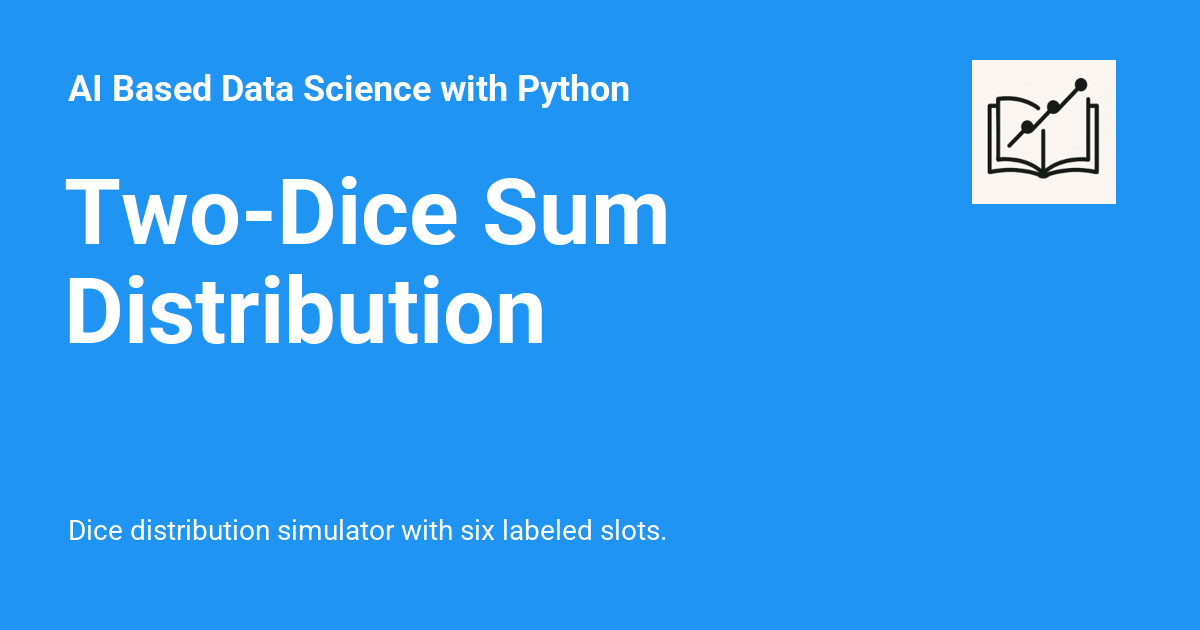 AI Based Data Science with Python
Two-Dice Sum
Distribution
Dice distribution simulator with six labeled slots.